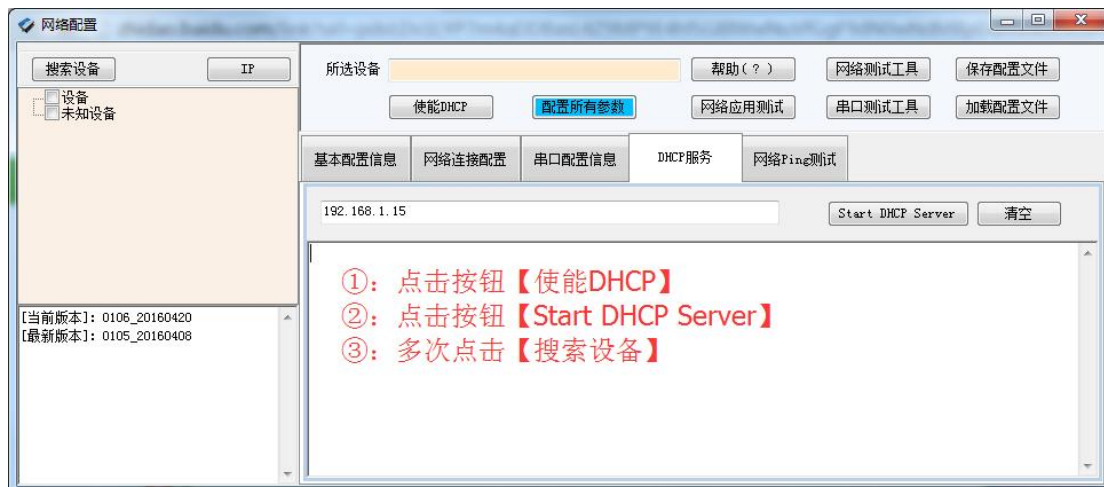 网络配置
搜索设备 IP
设备
未知设备
[当前版本]: 0106_20160420
[最新版本]: 0105_20160408
所选设备 帮助(?) 网络测试工具 保存配置文件
使能DHCP 配置所有参数 网络应用测试 串口测试工具 加载配置文件
基本配置信息 网络连接配置 串口配置信息 DHCP服务 网络Ping测试
192.168.1.15 Start DHCP Server 清空
①:点击按钮【使能DHCP】
②:点击按钮【Start DHCP Server】
③:多次点击【搜索设备】